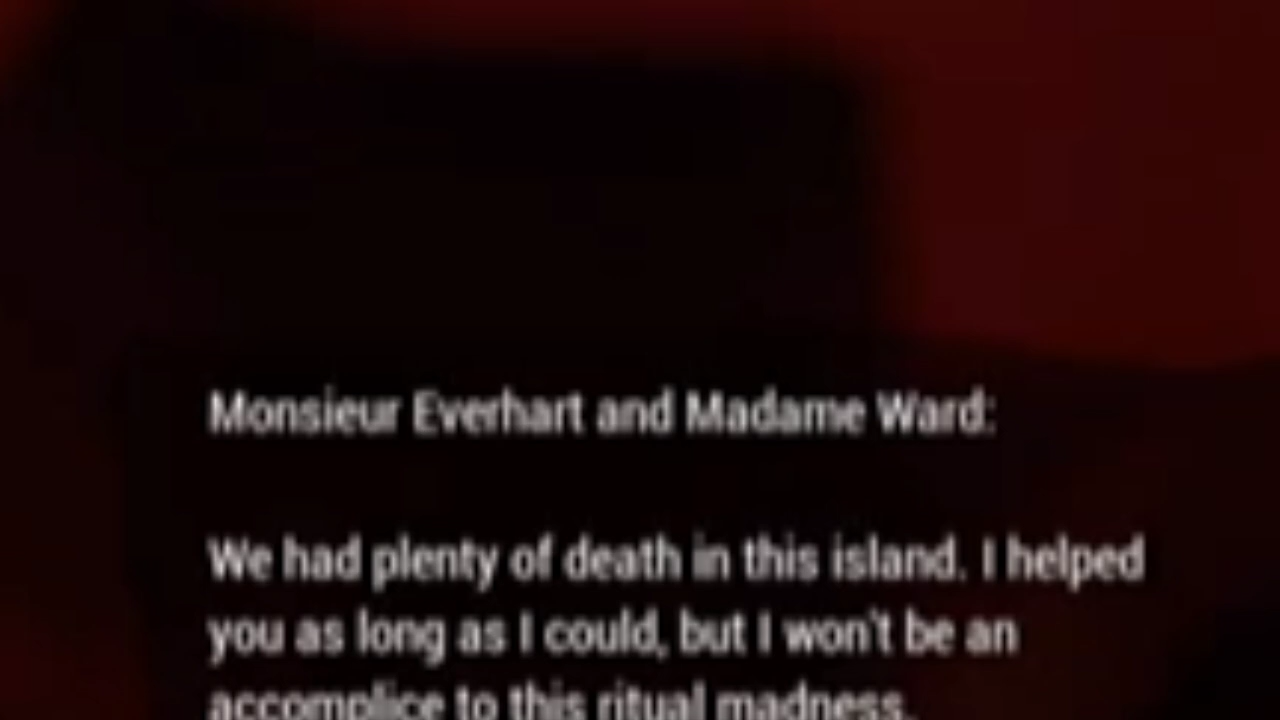 Monsieur Everhart and Madame Ward:
We had plenty of death in this island. I helped
you as long as I could, but I won't be an
accomplice to this ritual madness.